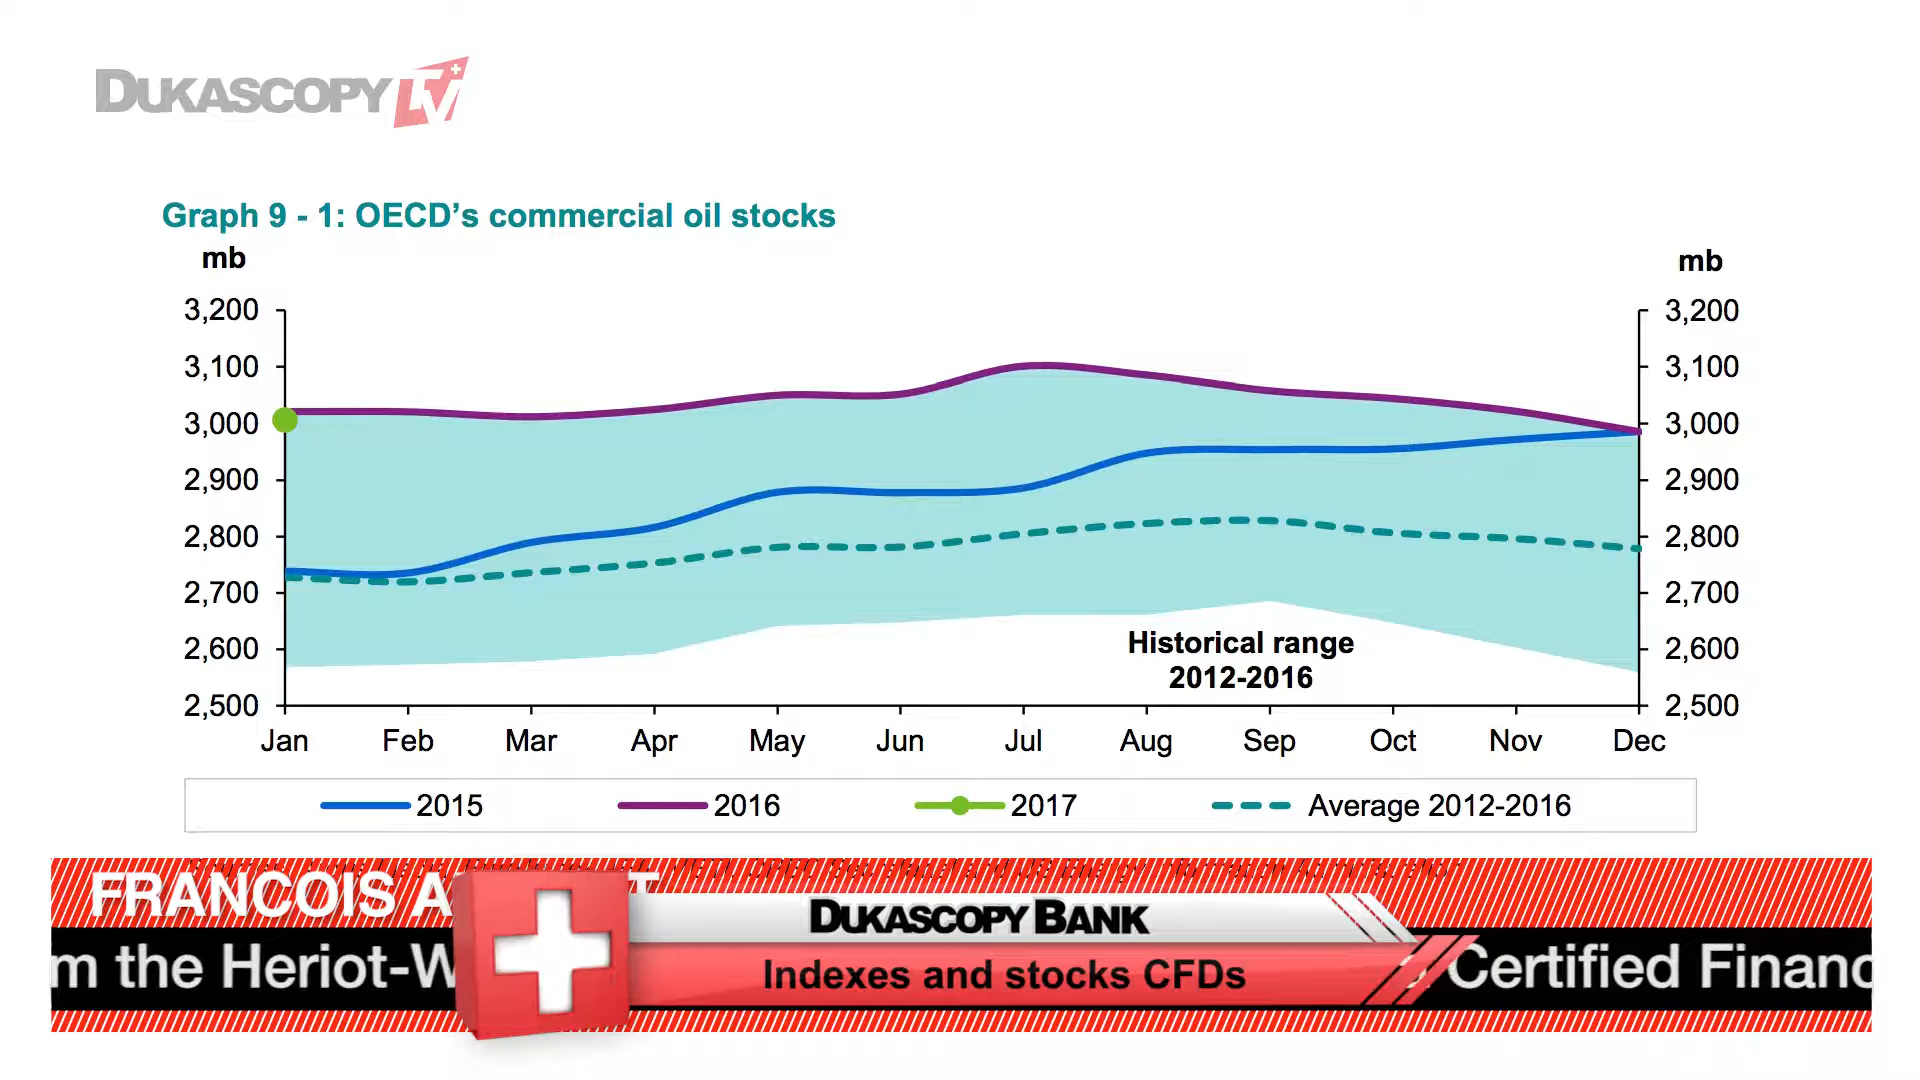 DUKASCOPY TV
Graph 9 - 1: OECD's commercial oil stocks
mb
mb
3,200
3,100
3,000
2,900
2,800
2,700
2,600
2,500
3,200
3,100
3,000
2,900
2,800
2,700
2,600
2,500
Historical range
2012-2016
Jan Feb Mar Apr May Jun Jul Aug Sep Oct Nov Dec
2015 2016 2017 Average 2012-2016
FRANCOIS
DUKASCOPY BANK
m the Heriot-W
Indexes and stocks CFDs
Certified Financ